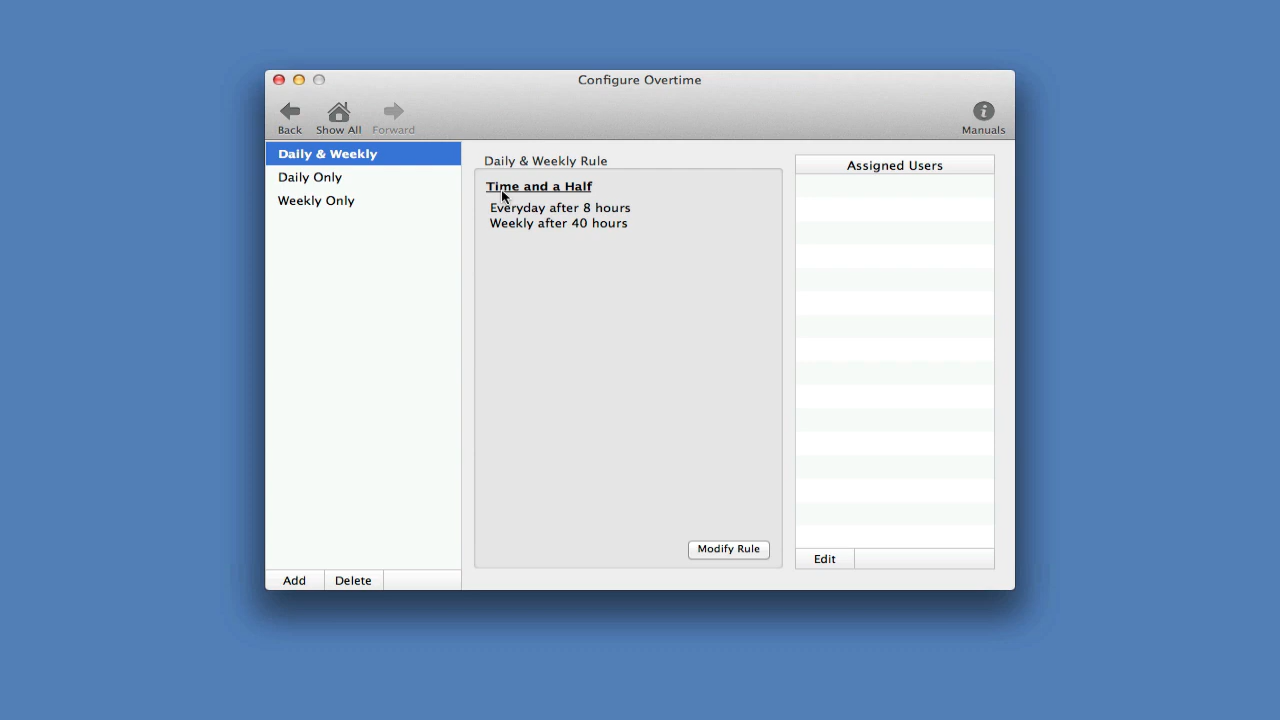 Configure Overtime
Back
Show All
Forward
Manuals
Daily & Weekly
Daily Only
Weekly Only
Add
Delete
Daily & Weekly Rule
Time and a Half
Everyday after 8 hours
Weekly after 40 hours
Modify Rule
Assigned Users
Edit